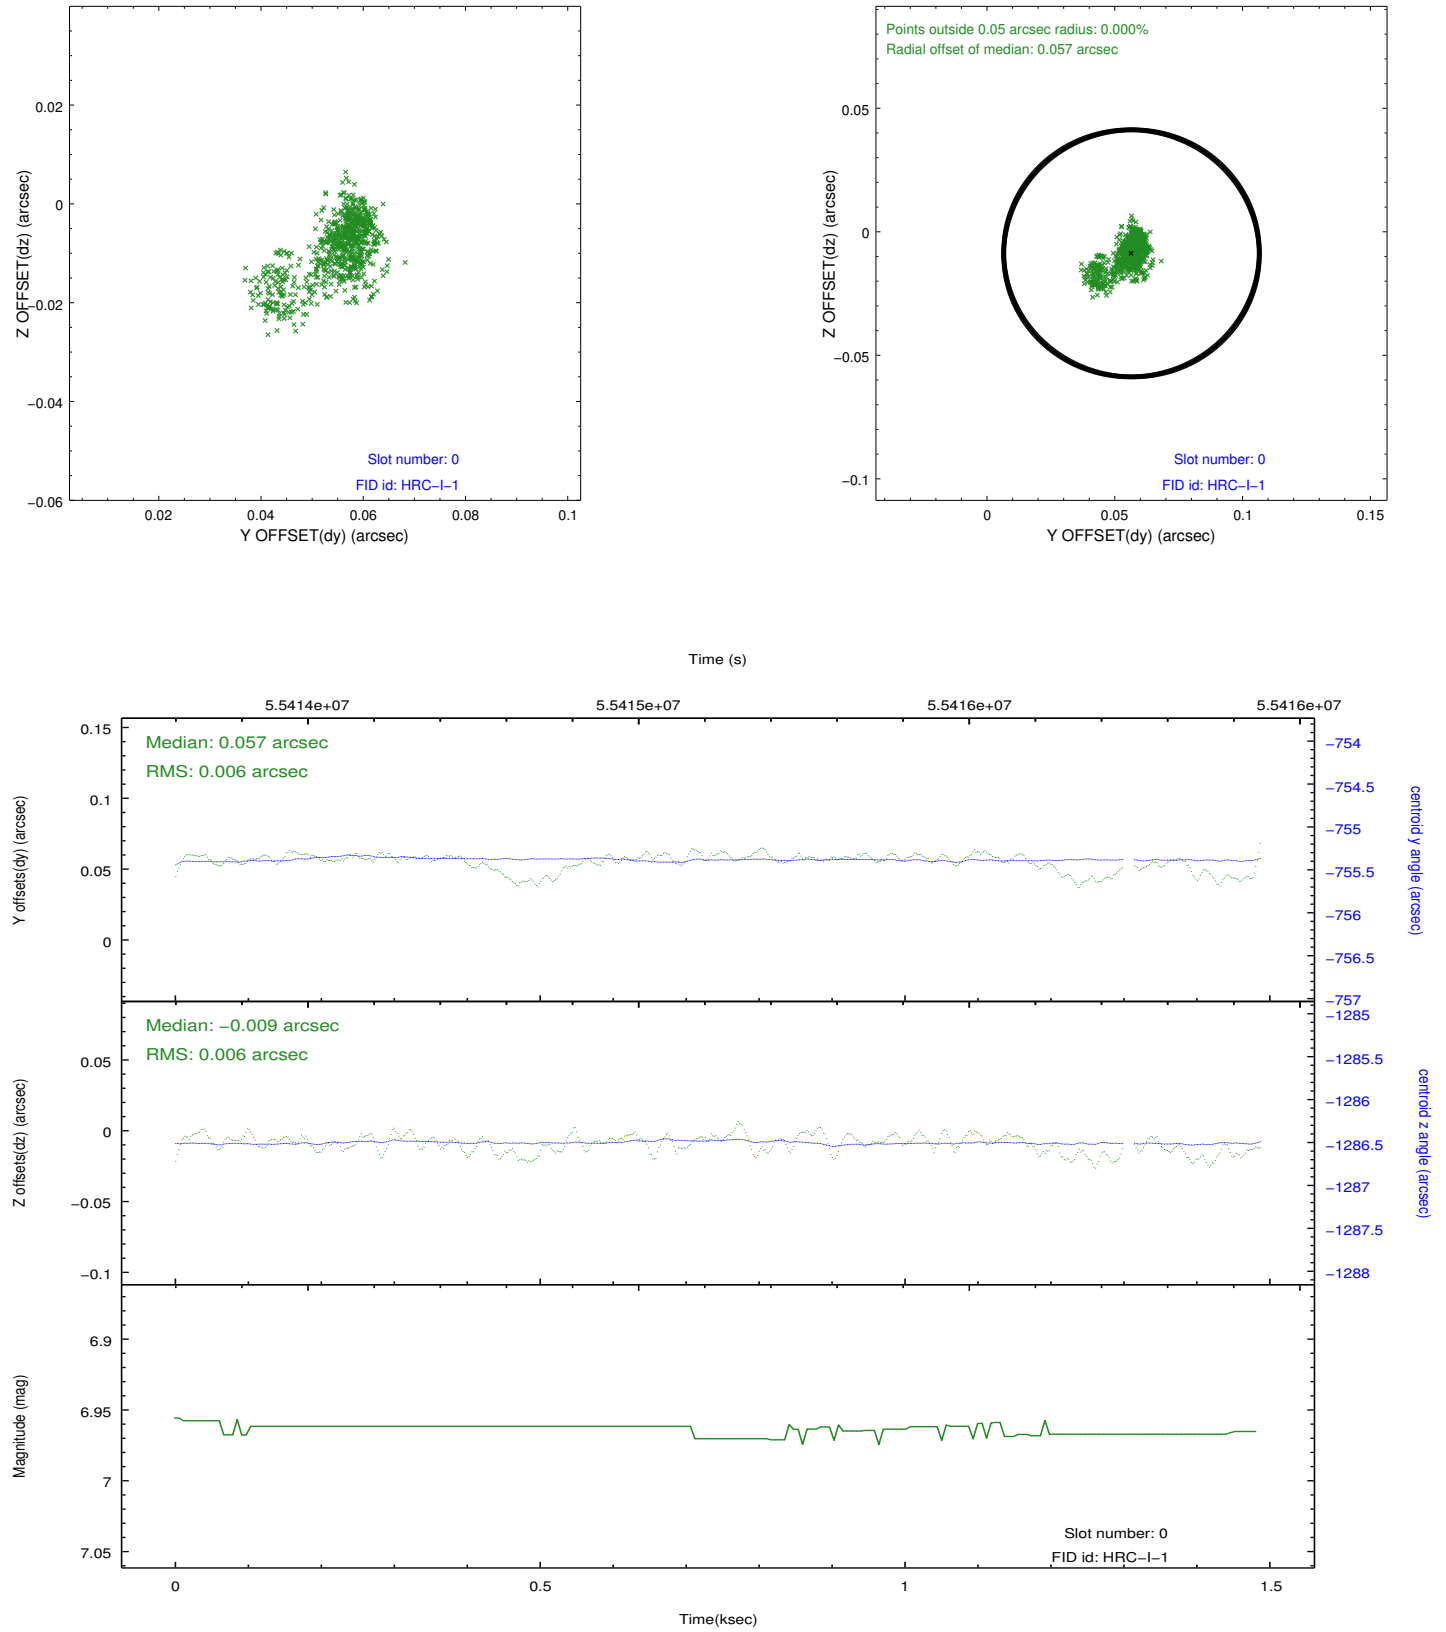 0.02
0
−0.02
−0.04
−0.06
Z OFFSET(dz) (arcsec)
Slot number: 0
FID id: HRC−I−1
0.02
0.04
0.06
0.08
0.1
Y OFFSET(dy) (arcsec)
Points outside 0.05 arcsec radius: 0.000%
Radial offset of median: 0.057 arcsec
0.05
0
−0.05
−0.1
Z OFFSET(dz) (arcsec)
Slot number: 0
FID id: HRC−I−1
0
0.05
0.1
0.15
Y OFFSET(dy) (arcsec)
Time (s)
5.5414e+07
5.5415e+07
5.5416e+07
5.5416e+07
Median: 0.057 arcsec
RMS: 0.006 arcsec
0.15
0.1
0.05
0
Y offsets(dy) (arcsec)
−754
−754.5
−755
−755.5
−756
−756.5
−757
centroid y angle (arcsec)
Median: −0.009 arcsec
RMS: 0.006 arcsec
0.05
0
−0.05
−0.1
Z offsets(dz) (arcsec)
−1285
−1285.5
−1286
−1286.5
−1287
−1287.5
−1288
centroid z angle (arcsec)
6.9
6.95
7
7.05
Magnitude (mag)
Slot number: 0
FID id: HRC−I−1
0
0.5
1
1.5
Time(ksec)